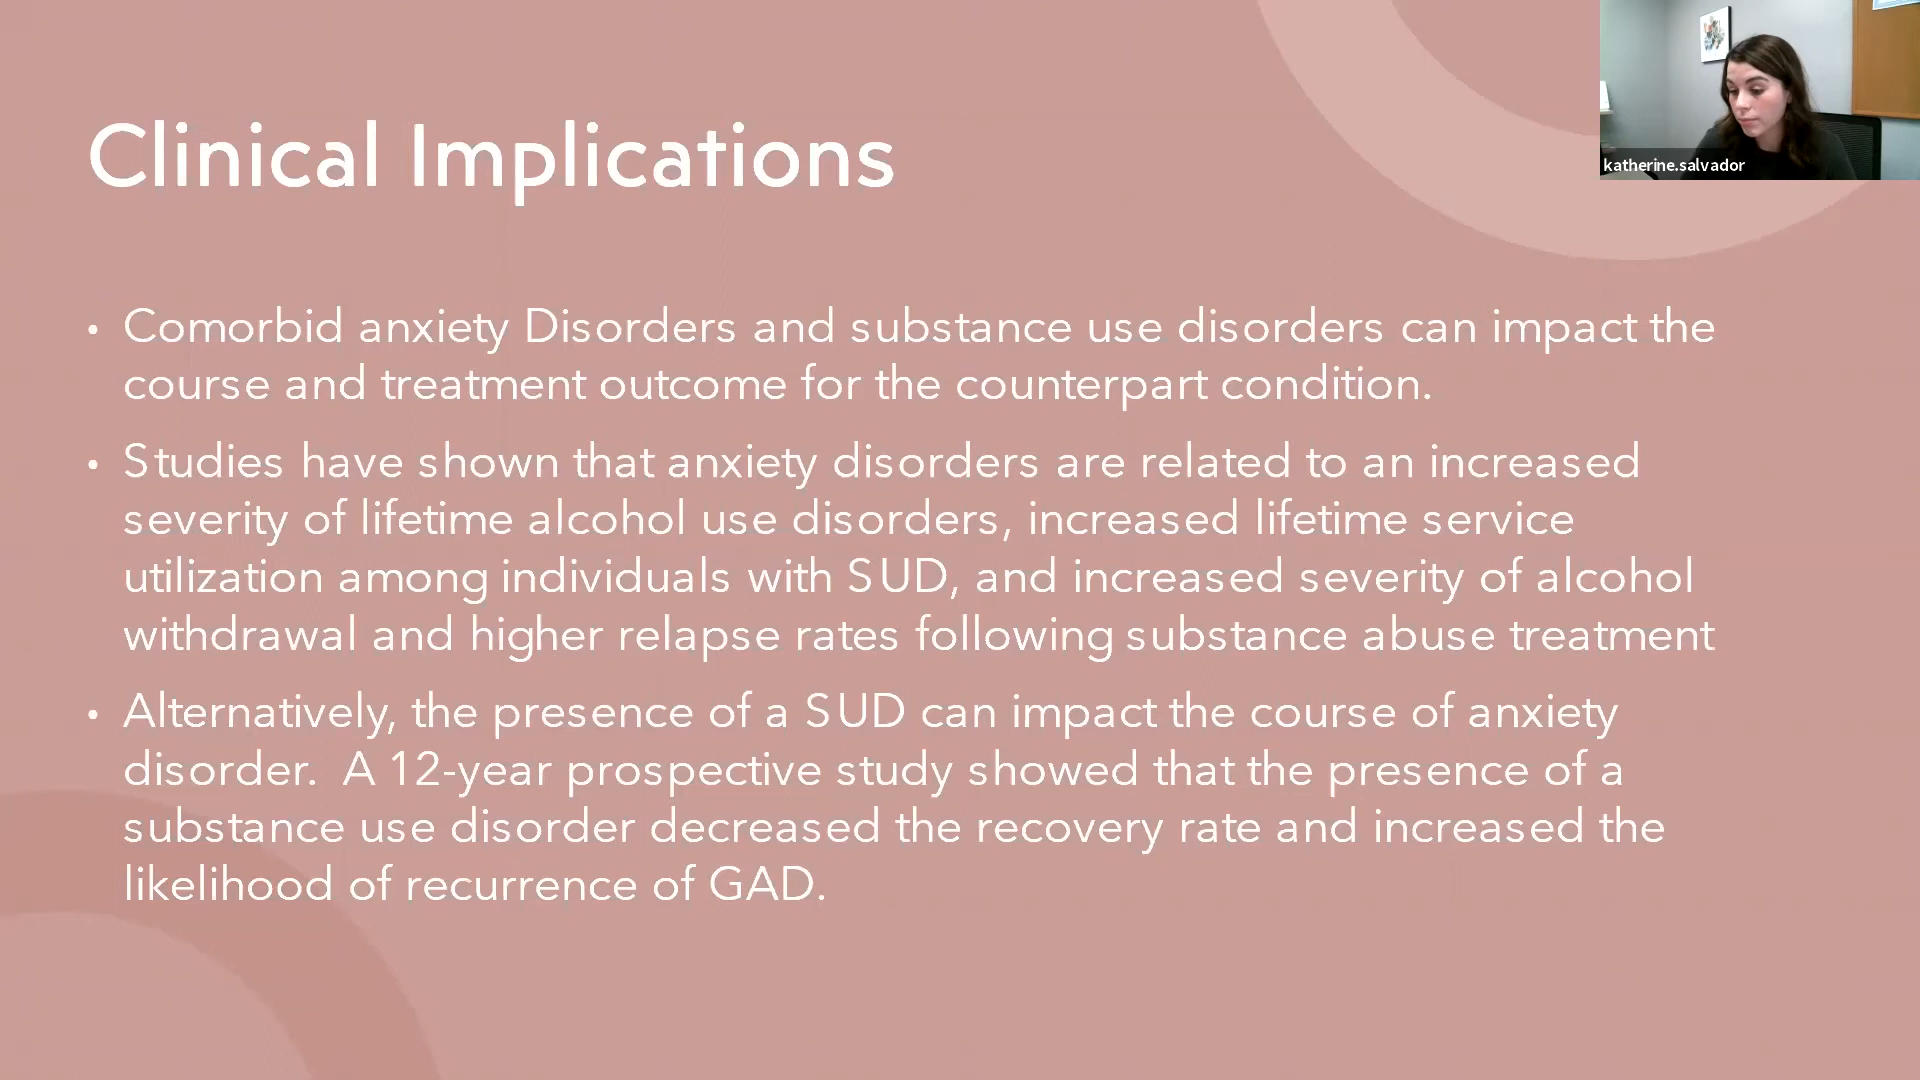 Clinical Implications
katherine.salvador
• Comorbid anxiety Disorders and substance use disorders can impact the
course and treatment outcome for the counterpart condition.
• Studies have shown that anxiety disorders are related to an increased
severity of lifetime alcohol use disorders, increased lifetime service
utilization among individuals with SUD, and increased severity of alcohol
withdrawal and higher relapse rates following substance abuse treatment
• Alternatively, the presence of a SUD can impact the course of anxiety
disorder.  A 12-year prospective study showed that the presence of a
substance use disorder decreased the recovery rate and increased the
likelihood of recurrence of GAD.